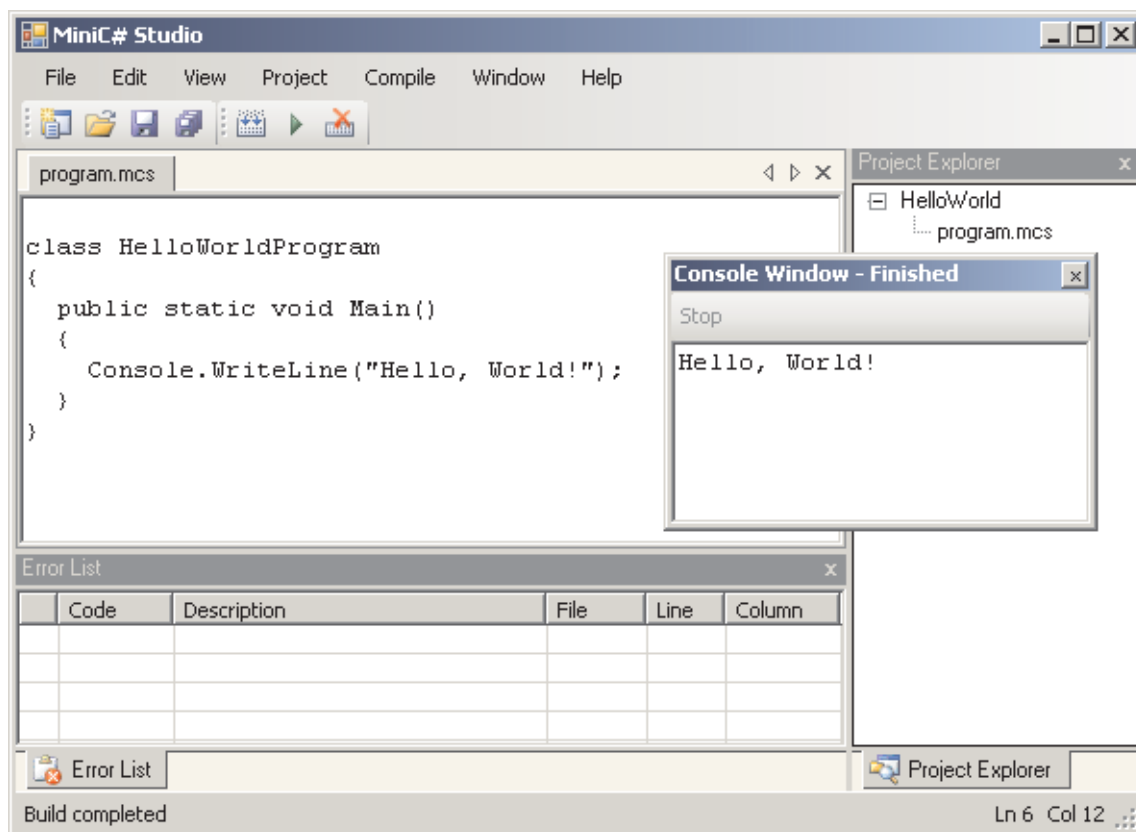 MiniC# Studio
File Edit View Project Compile Window Help
program.mcs
class HelloWorldProgram
{
  public static void Main()
  {
    Console.WriteLine("Hello, World!");
  }
}
Project Explorer x
HelloWorld
program.mcs
Console Window - Finished
Stop
Hello, World!
Error List x
Code Description File Line Column
Error List
Project Explorer
Build completed Ln 6 Col 12